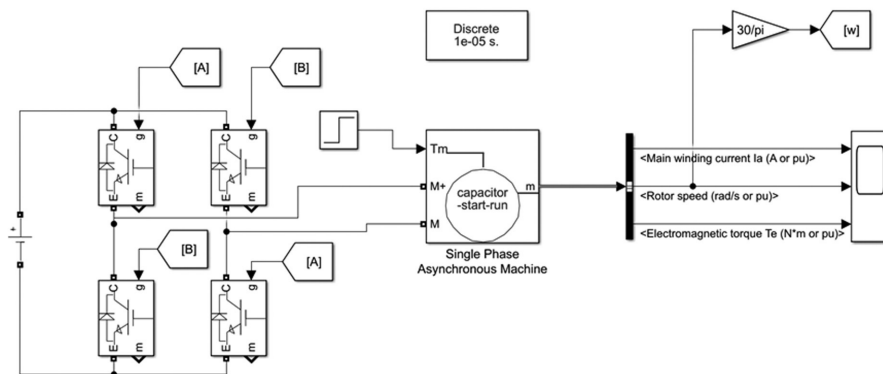 Discrete
1e-05 s.
30/pi
[w]
[A]
[B]
C
g
E
m
C
g
E
m
+
Tm
M+
M
capacitor
-start-run
m
Single Phase
Asynchronous Machine
<Main winding current Ia (A or pu)>
<Rotor speed (rad/s or pu)>
<Electromagnetic torque Te (N*m or pu)>
[B]
[A]
C
g
E
m
C
g
E
m